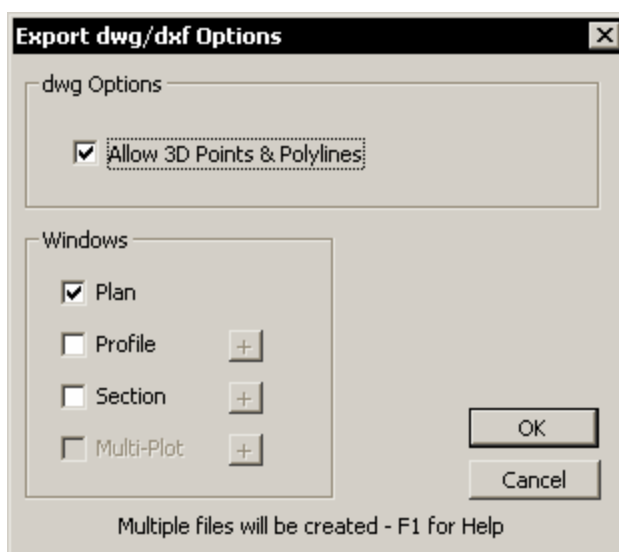 Export dwg/dxf Options
dwg Options
Allow 3D Points & Polylines
Windows
Plan
Profile +
Section +
Multi-Plot +
OK
Cancel
Multiple files will be created - F1 for Help